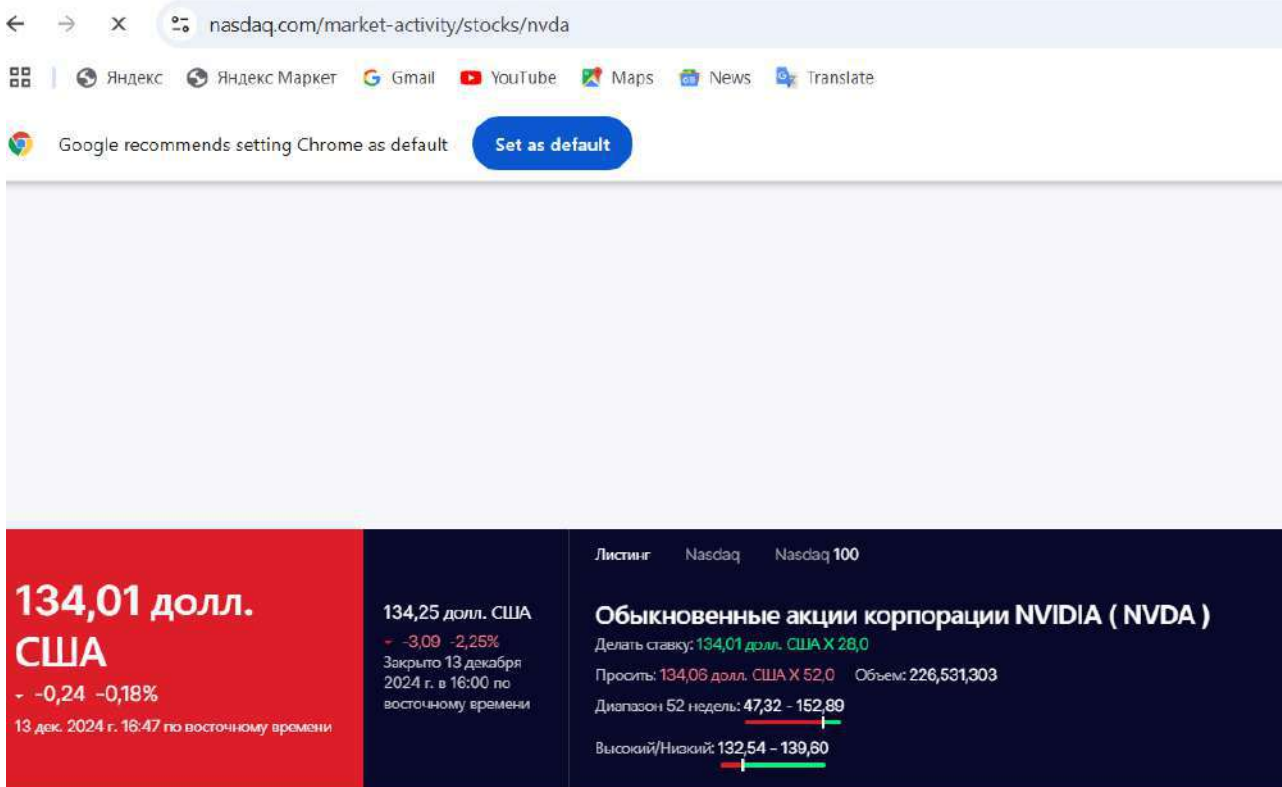 nasdaq.com/market-activity/stocks/nvda
Яндекс Яндекс Маркет Gmail YouTube Maps News Translate
Google recommends setting Chrome as default Set as default
134,01 долл.
США
-0,24 -0,18%
13 дек. 2024 г. 16:47 по восточному времени
134,25 долл. США
-3,09 -2,25%
Закрыто 13 декабря
2024 г. в 16:00 по
восточному времени
Листинг Nasdaq Nasdaq 100
Обыкновенные акции корпорации NVIDIA ( NVDA )
Делать ставку: 134,01 долл. США X 28,0
Просить: 134,06 долл. США X 52,0 Объем: 226,531,303
Диапазон 52 недель: 47,32 - 152,89
Высокий/Низкий: 132,54 – 139,60